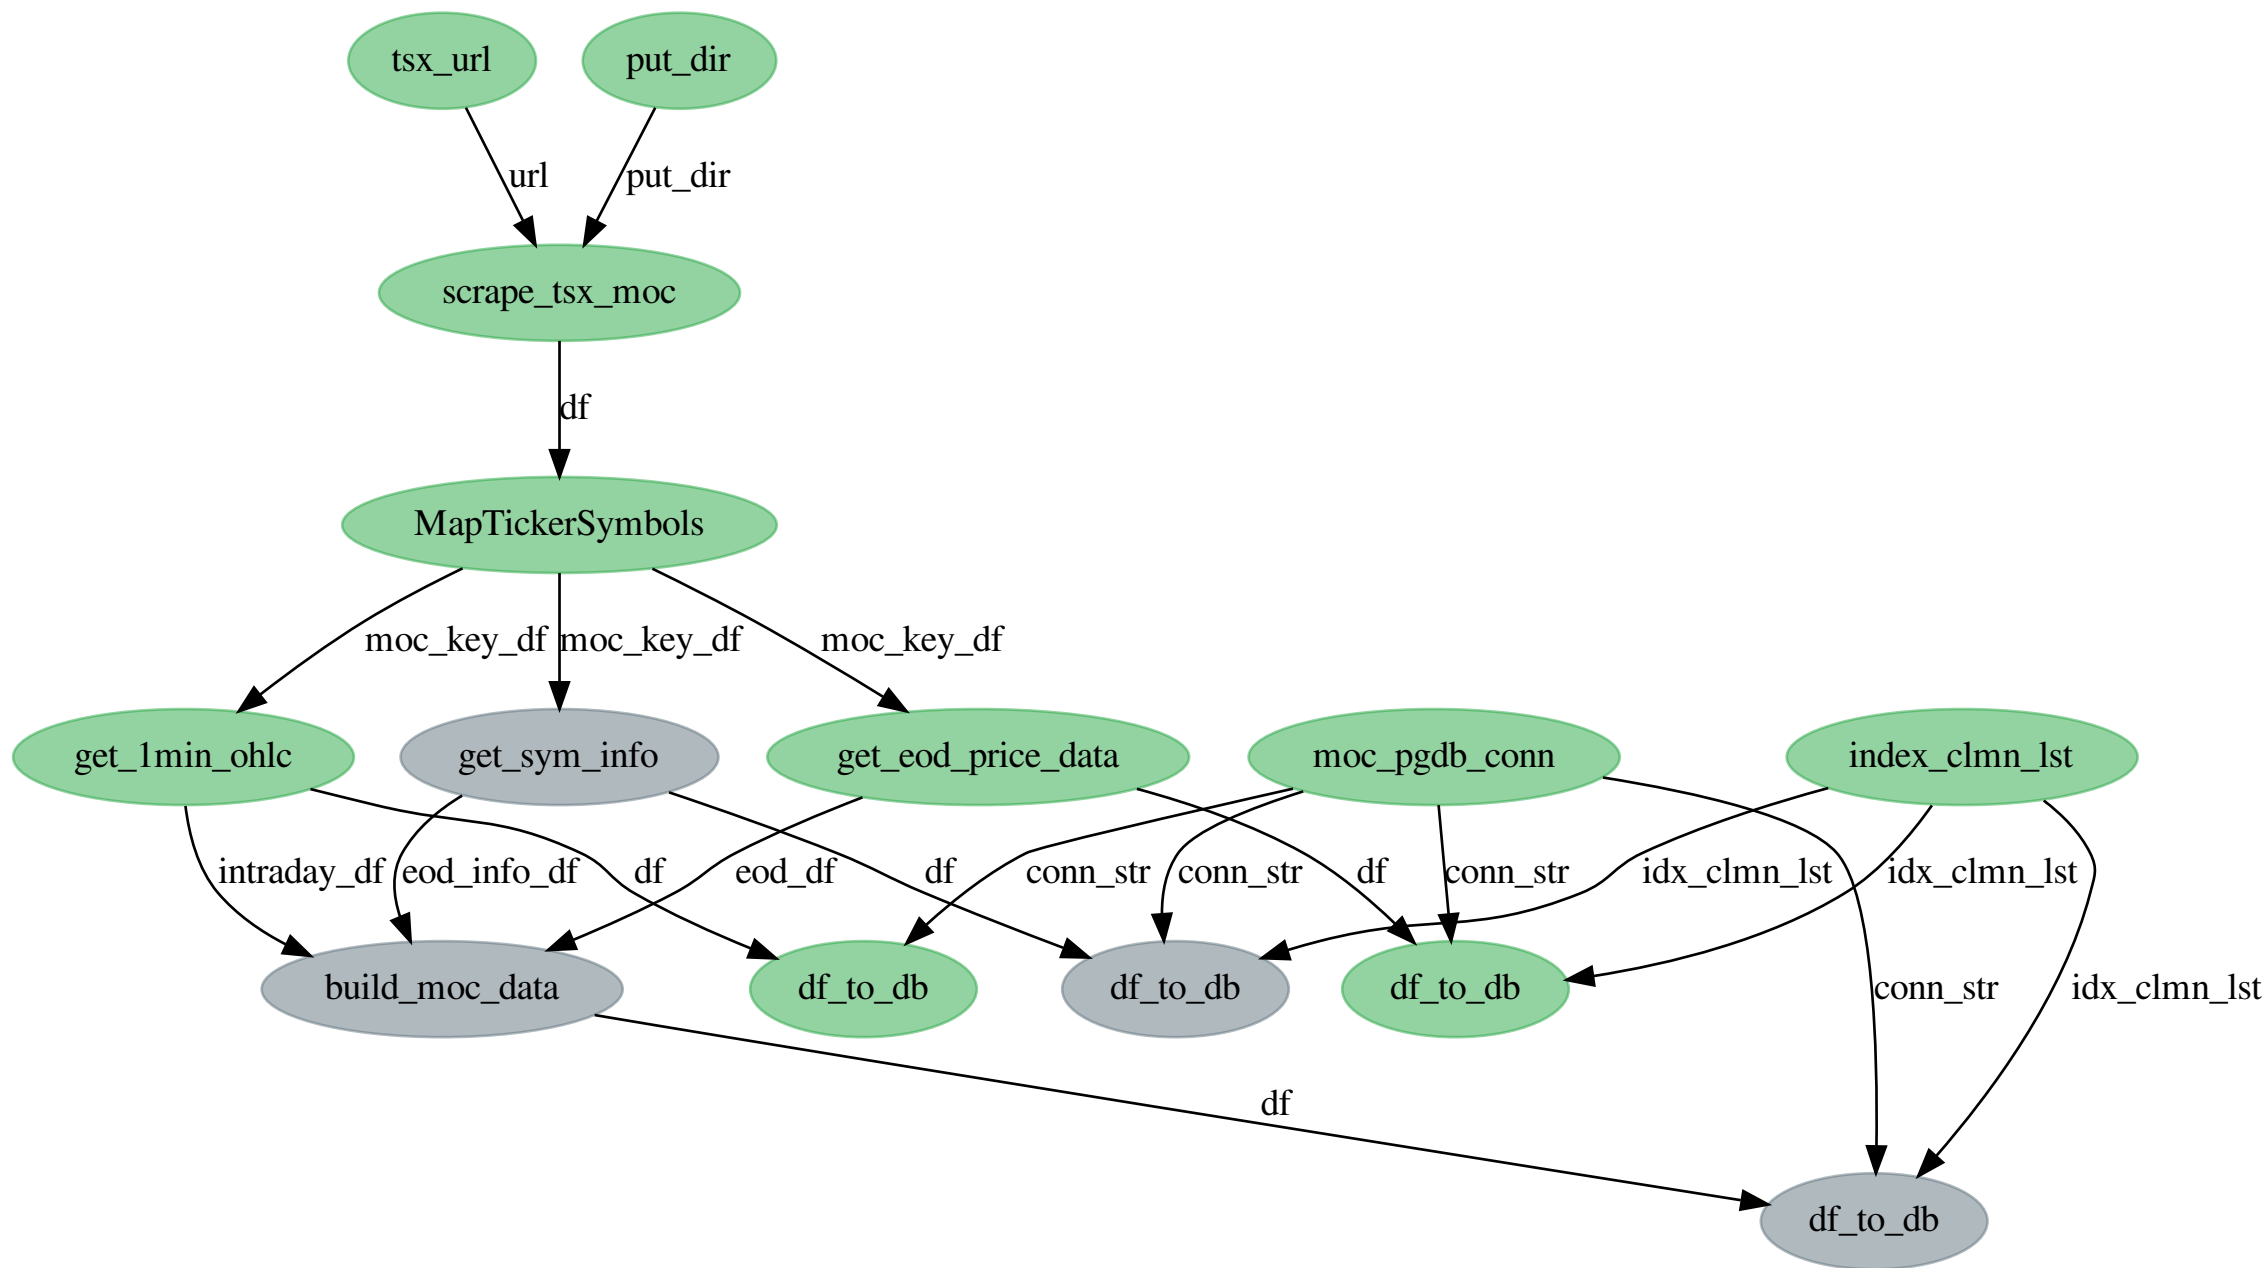 tsx_url
put_dir
url
put_dir
scrape_tsx_moc
df
MapTickerSymbols
moc_key_df
moc_key_df
moc_key_df
get_1min_ohlc
get_sym_info
get_eod_price_data
moc_pgdb_conn
index_clmn_lst
intraday_df
eod_info_df
df
eod_df
df
conn_str
conn_str
df
conn_str
idx_clmn_lst
idx_clmn_lst
build_moc_data
df_to_db
df_to_db
df_to_db
conn_str
idx_clmn_lst
df
df_to_db